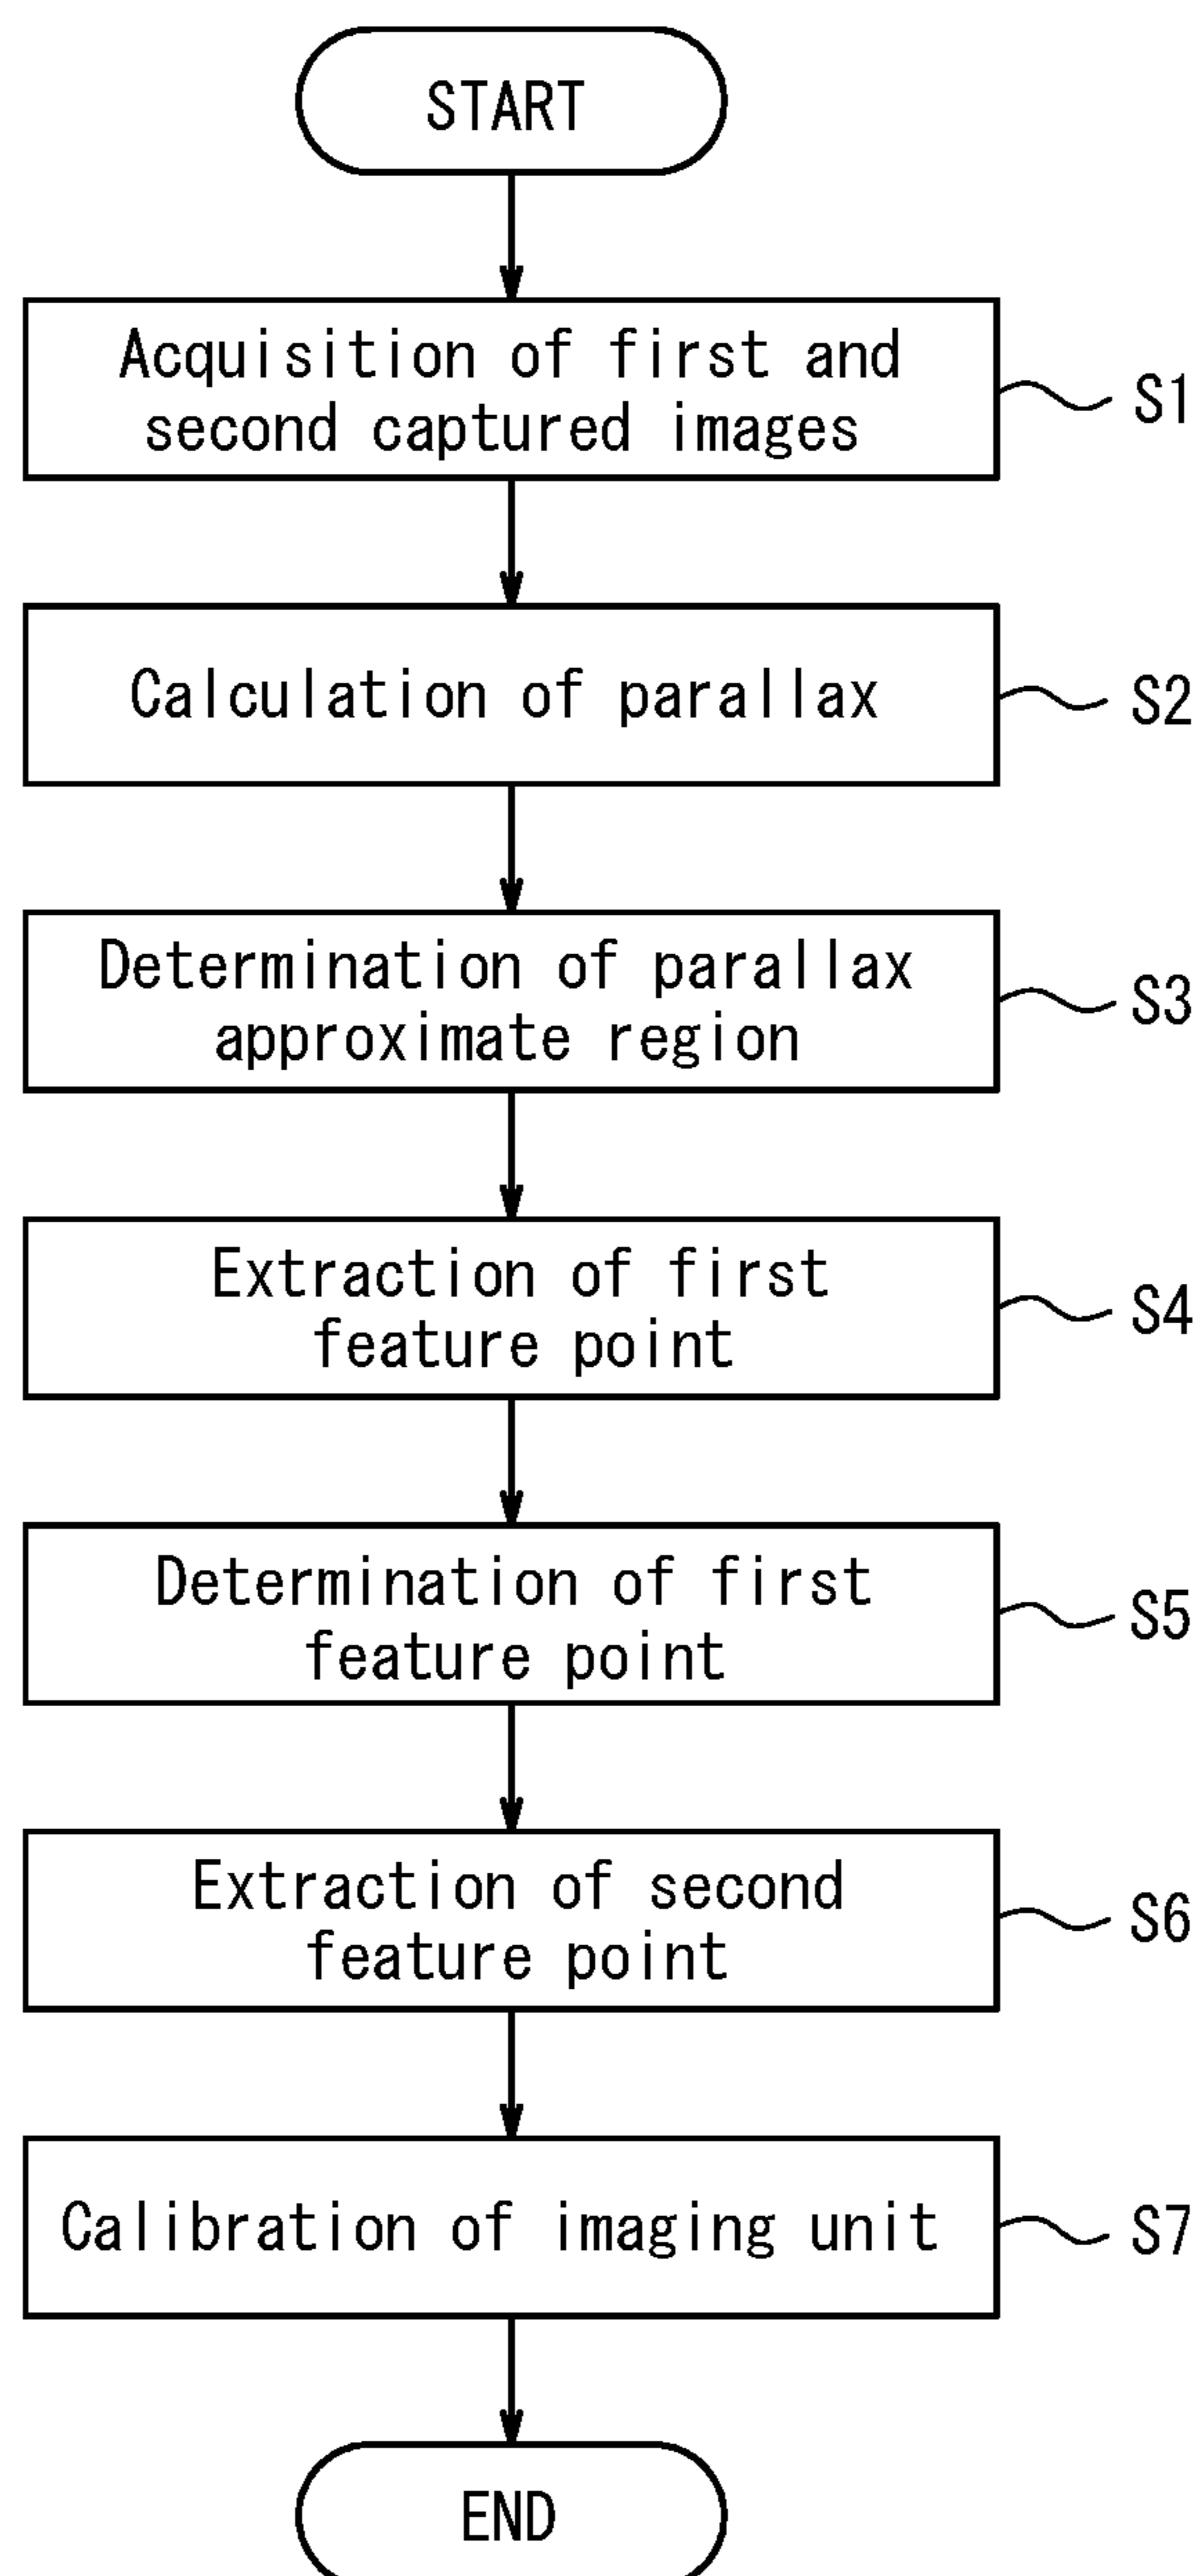 START
Acquisition of first and
second captured images
S1
Calculation of parallax
S2
Determination of parallax
approximate region
S3
Extraction of first
feature point
S4
Determination of first
feature point
S5
Extraction of second
feature point
S6
Calibration of imaging unit
S7
END